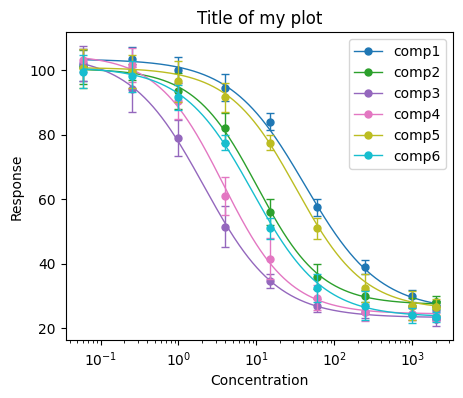 Title of my plot
comp1
comp2
comp3
comp4
comp5
comp6
100
80
60
40
20
Response
10⁻¹ 10⁰ 10¹ 10² 10³
Concentration